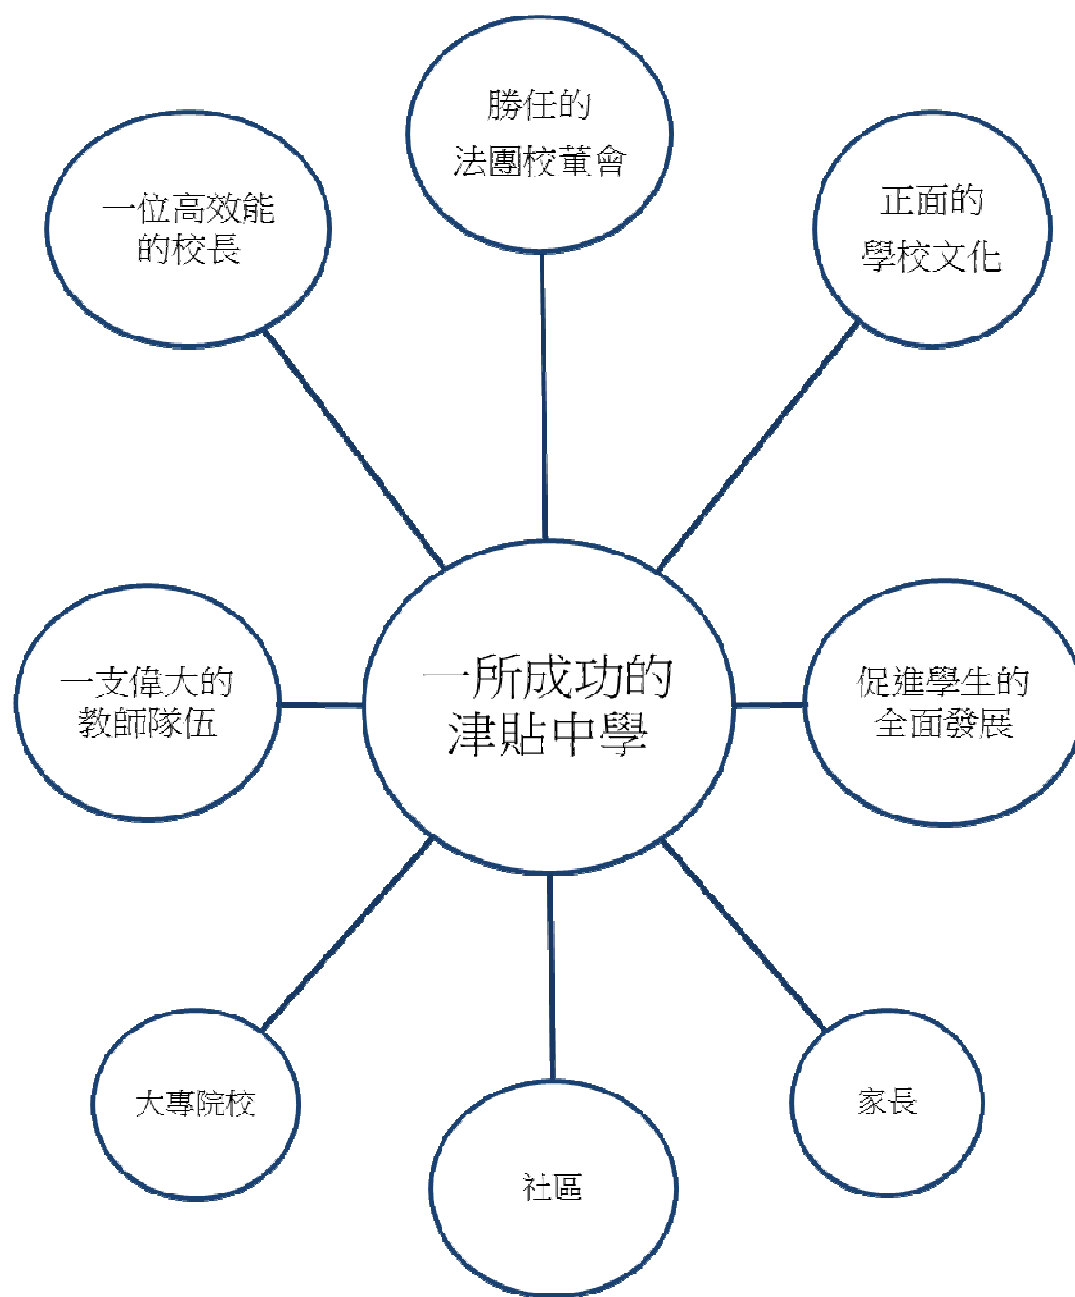 勝任的
法團校董會
一位高效能
的校長
正面的
學校文化
一支偉大的
教師隊伍
一所成功的
津貼中學
促進學生的
全面發展
大專院校
社區
家長